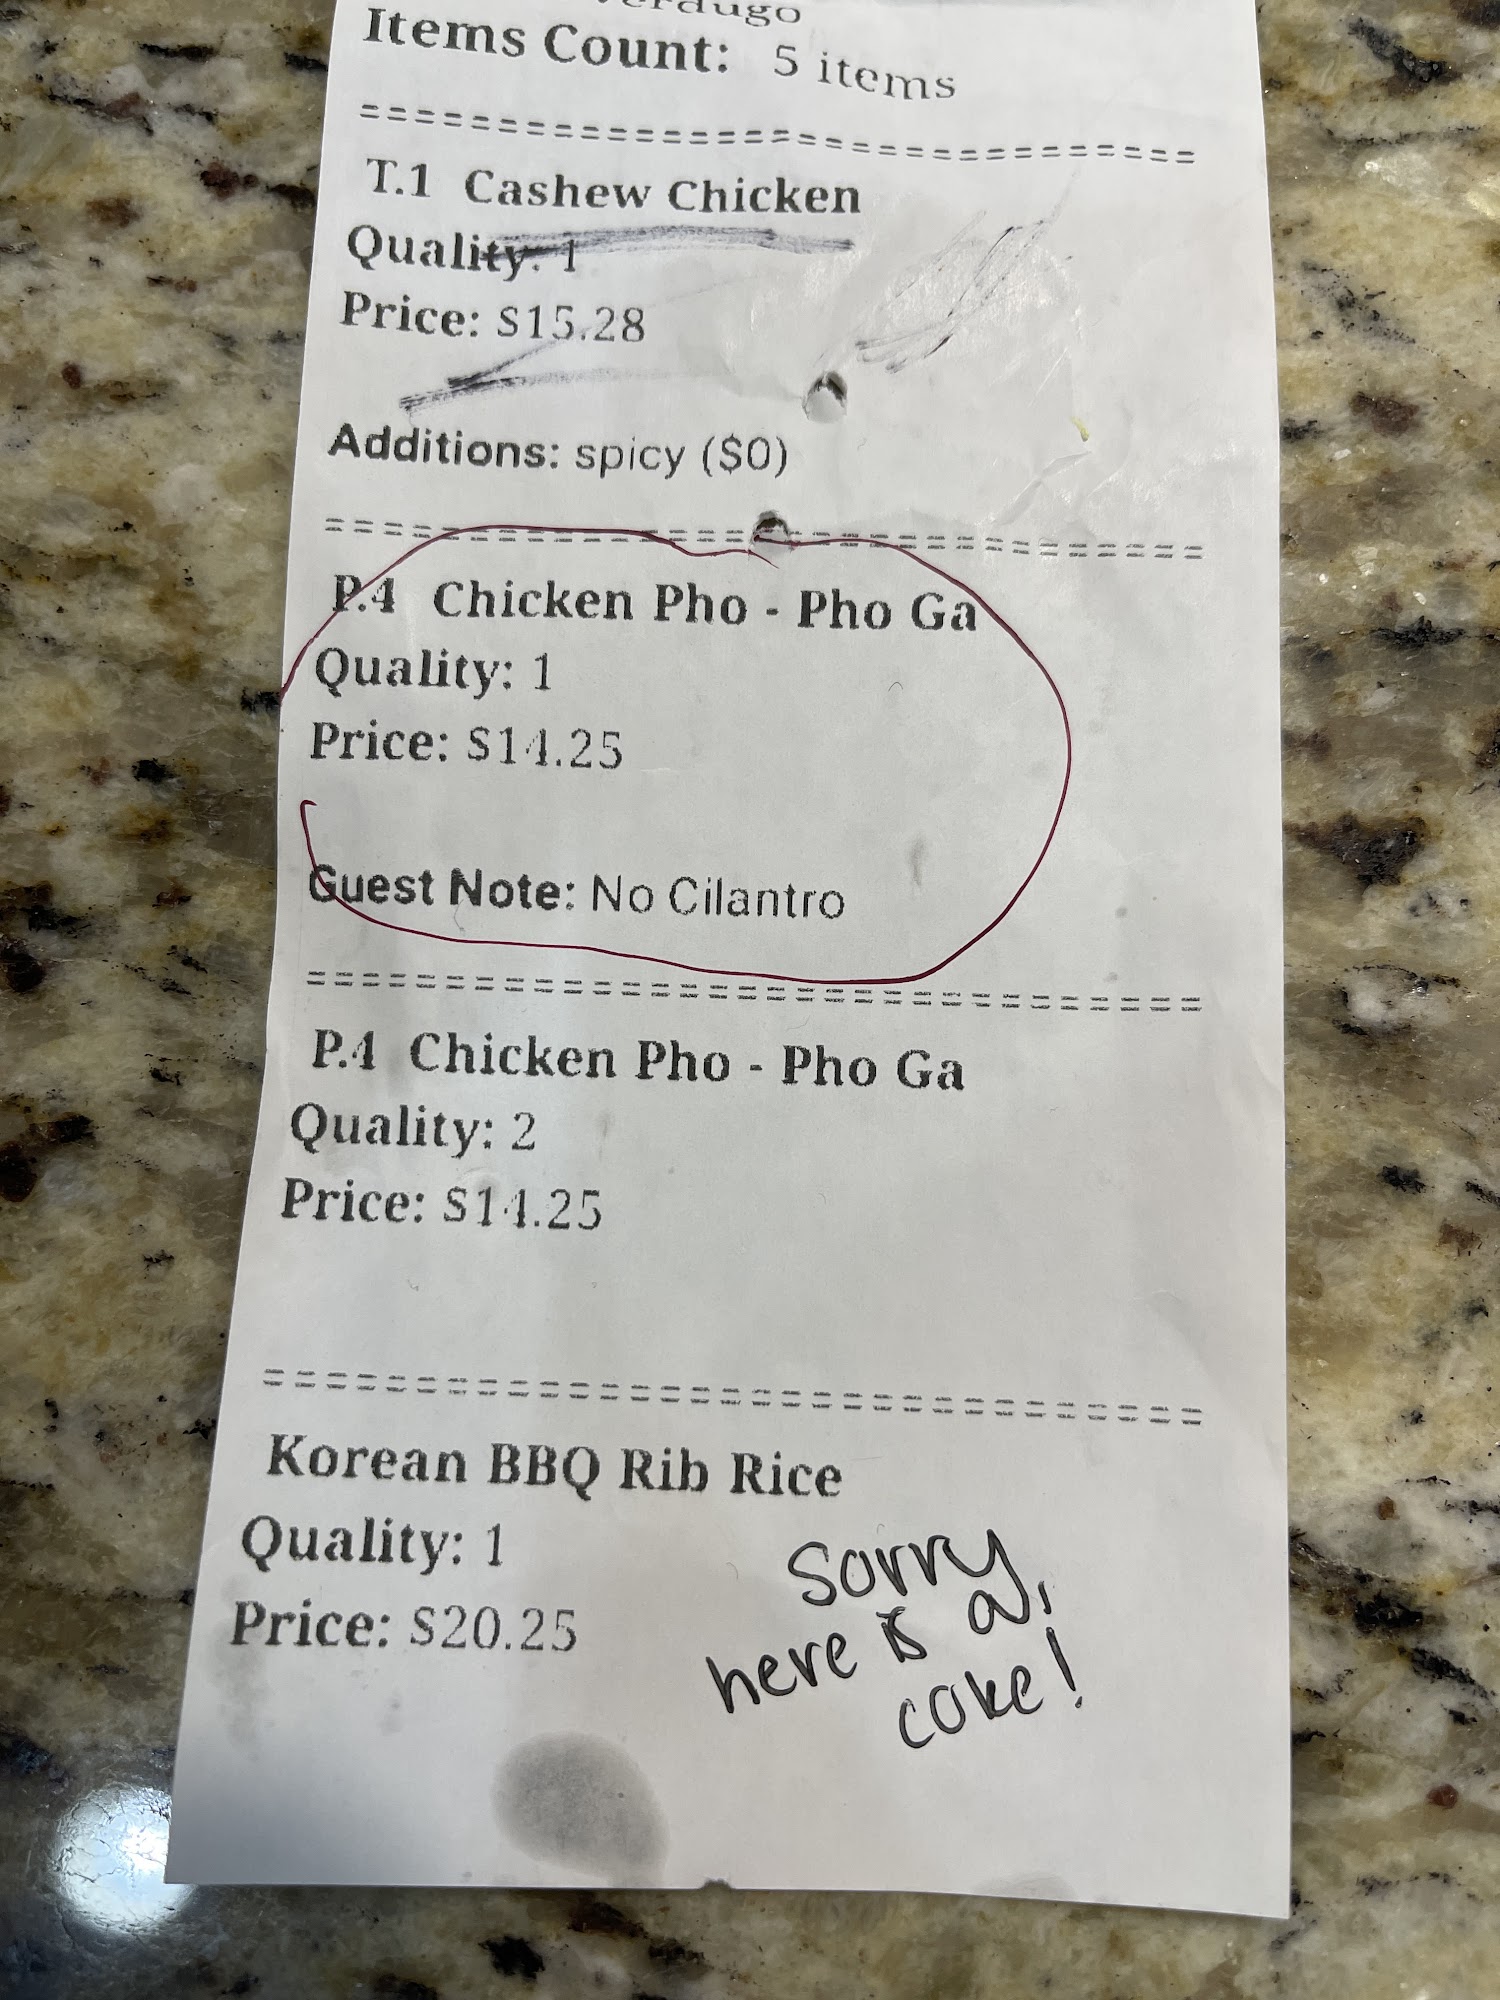 Items Count: 5 items
==============================
T.1 Cashew Chicken
Quality: 1
Price: $15.28
Additions: spicy ($0)
==============================
P.4 Chicken Pho - Pho Ga
Quality: 1
Price: $14.25
Guest Note: No Cilantro
==============================
P.4 Chicken Pho - Pho Ga
Quality: 2
Price: $14.25
==============================
Korean BBQ Rib Rice
Quality: 1
Price: $20.25
Sorry,
here is a
coke!